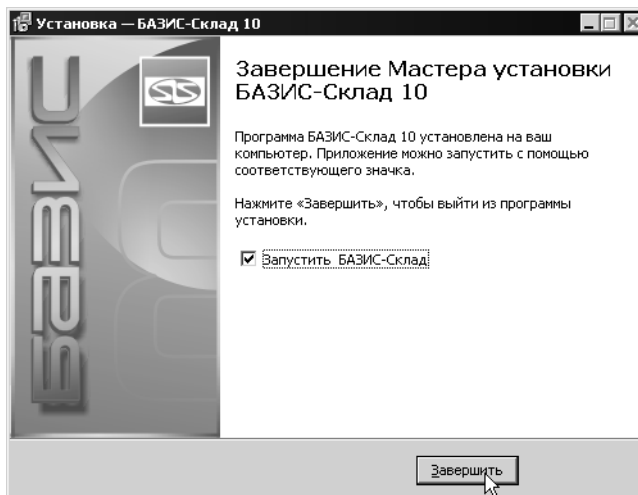 Установка — БАЗИС-Склад 10
БАЗИС
Завершение Мастера установки
БАЗИС-Склад 10
Программа БАЗИС-Склад 10 установлена на ваш
компьютер. Приложение можно запустить с помощью
соответствующего значка.
Нажмите «Завершить», чтобы выйти из программы
установки.
Запустить БАЗИС-Склад
Завершить